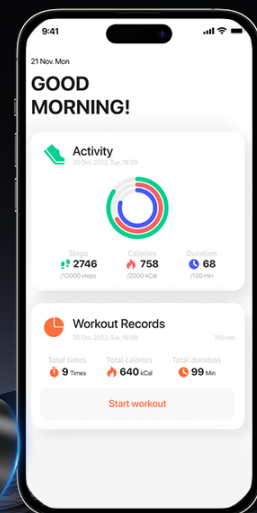 9:41
21 Nov. Mon
GOOD
MORNING!
Activity
20 Oct. 2022, Tue, 18:59
Steps Calories Duration
2746 758 68
/10000 steps /2000 kCal /120 min
Workout Records
20 Oct. 2022, Tue, 18:59 150 min
Total times Total calories Total duration
9 Times 640 kCal 99 Min
Start workout